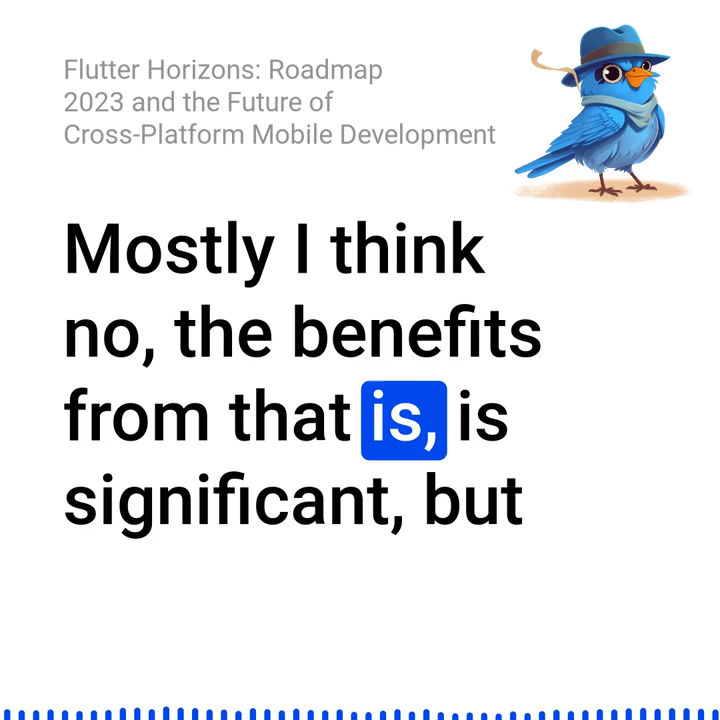 Flutter Horizons: Roadmap
2023 and the Future of
Cross-Platform Mobile Development
Mostly I think
no, the benefits
from that is, is
significant, but